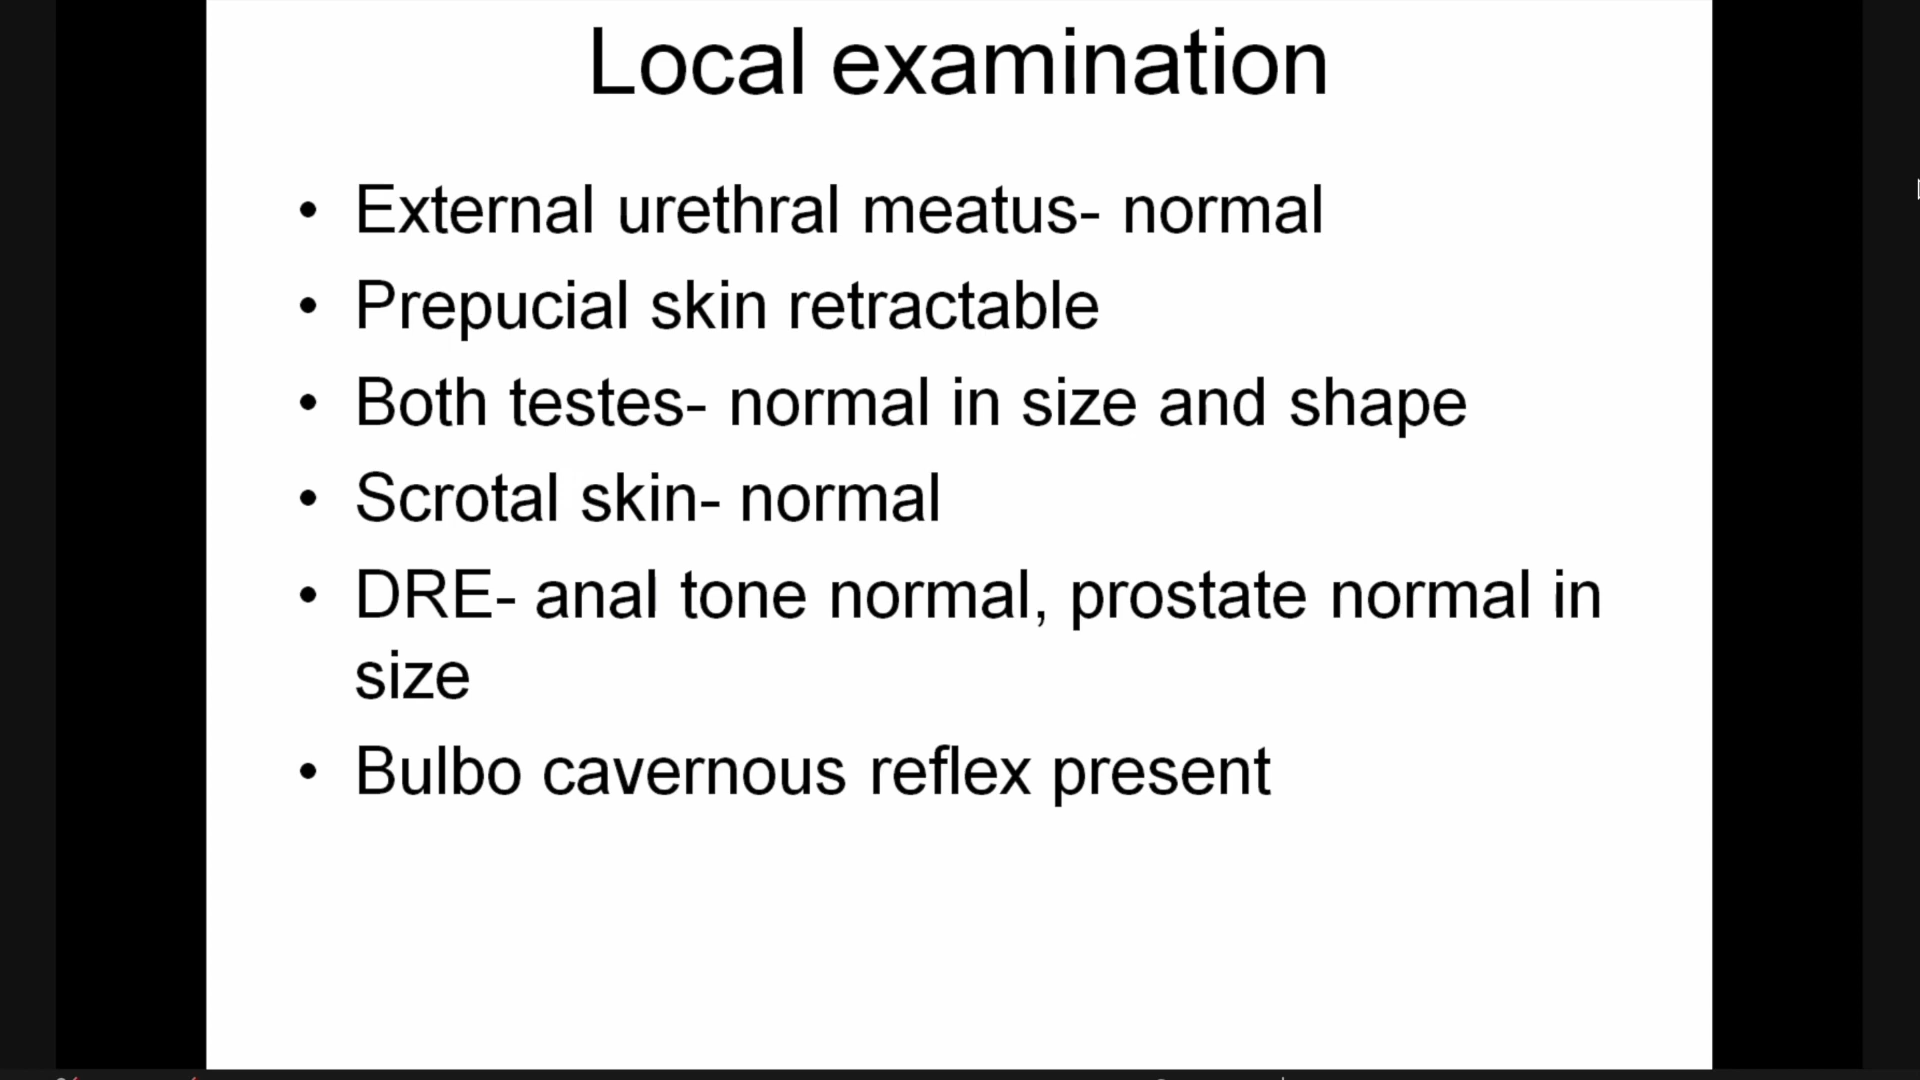 Local examination
• External urethral meatus- normal
• Prepucial skin retractable
• Both testes- normal in size and shape
• Scrotal skin- normal
• DRE- anal tone normal, prostate normal in
size
• Bulbo cavernous reflex present